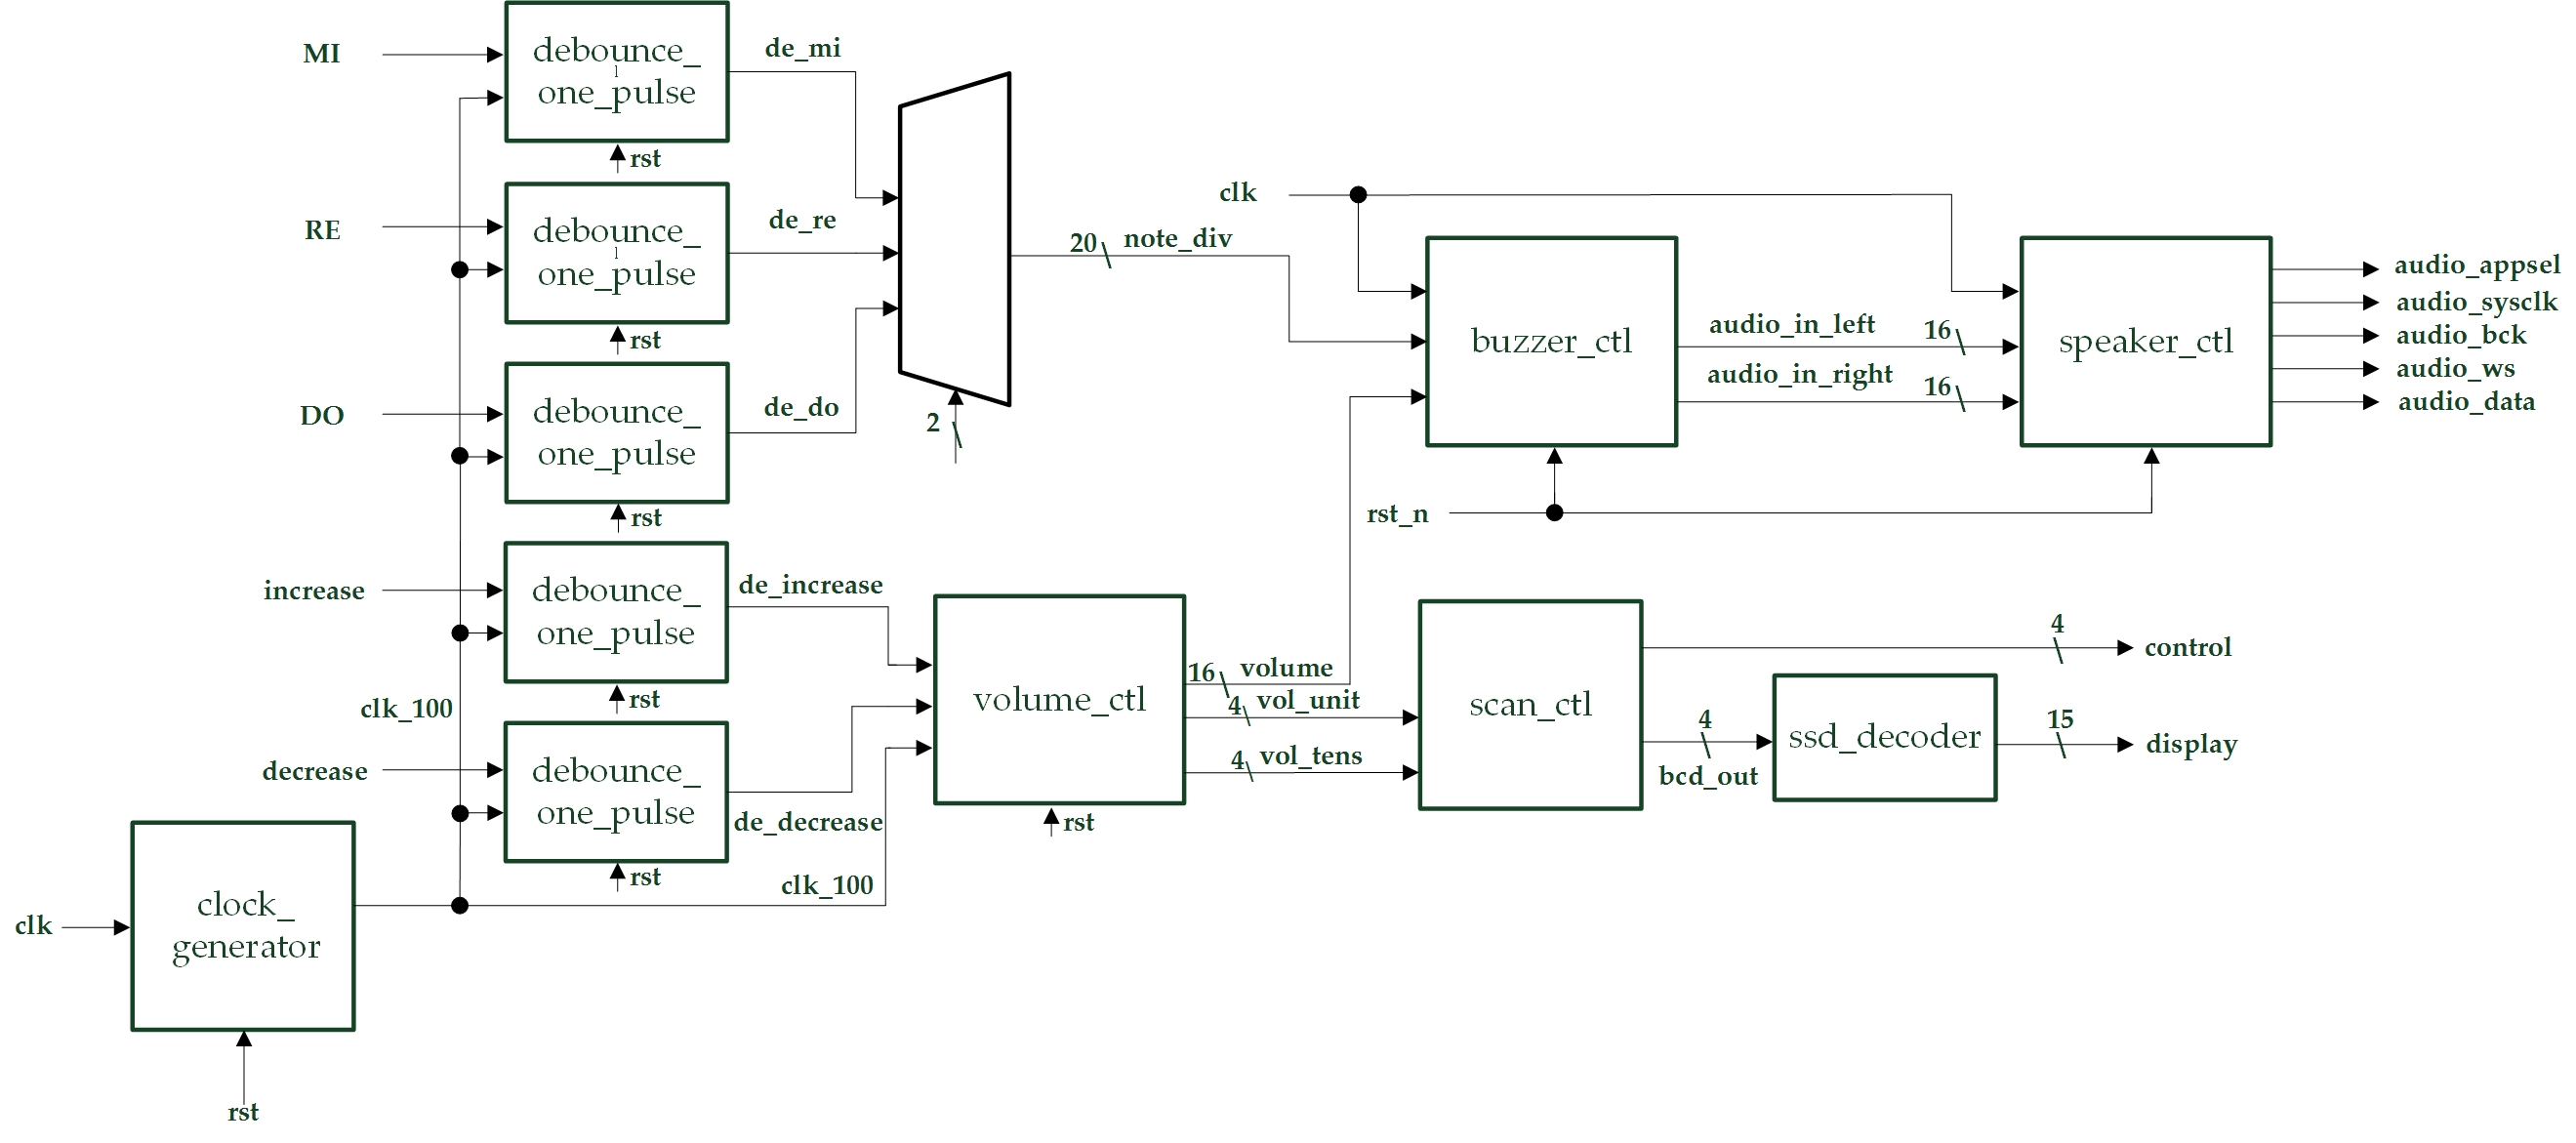 MI
debounce_
one_pulse
rst
de_mi
RE
debounce_
one_pulse
rst
de_re
DO
debounce_
one_pulse
rst
de_do
2
20
note_div
clk
buzzer_ctl
audio_in_left
16
audio_in_right
16
speaker_ctl
audio_appsel
audio_sysclk
audio_bck
audio_ws
audio_data
rst_n
increase
debounce_
one_pulse
rst
de_increase
clk_100
decrease
debounce_
one_pulse
rst
de_decrease
clk_100
volume_ctl
rst
16
volume
4
vol_unit
4
vol_tens
scan_ctl
4
control
4
bcd_out
ssd_decoder
15
display
clk
clock_
generator
rst